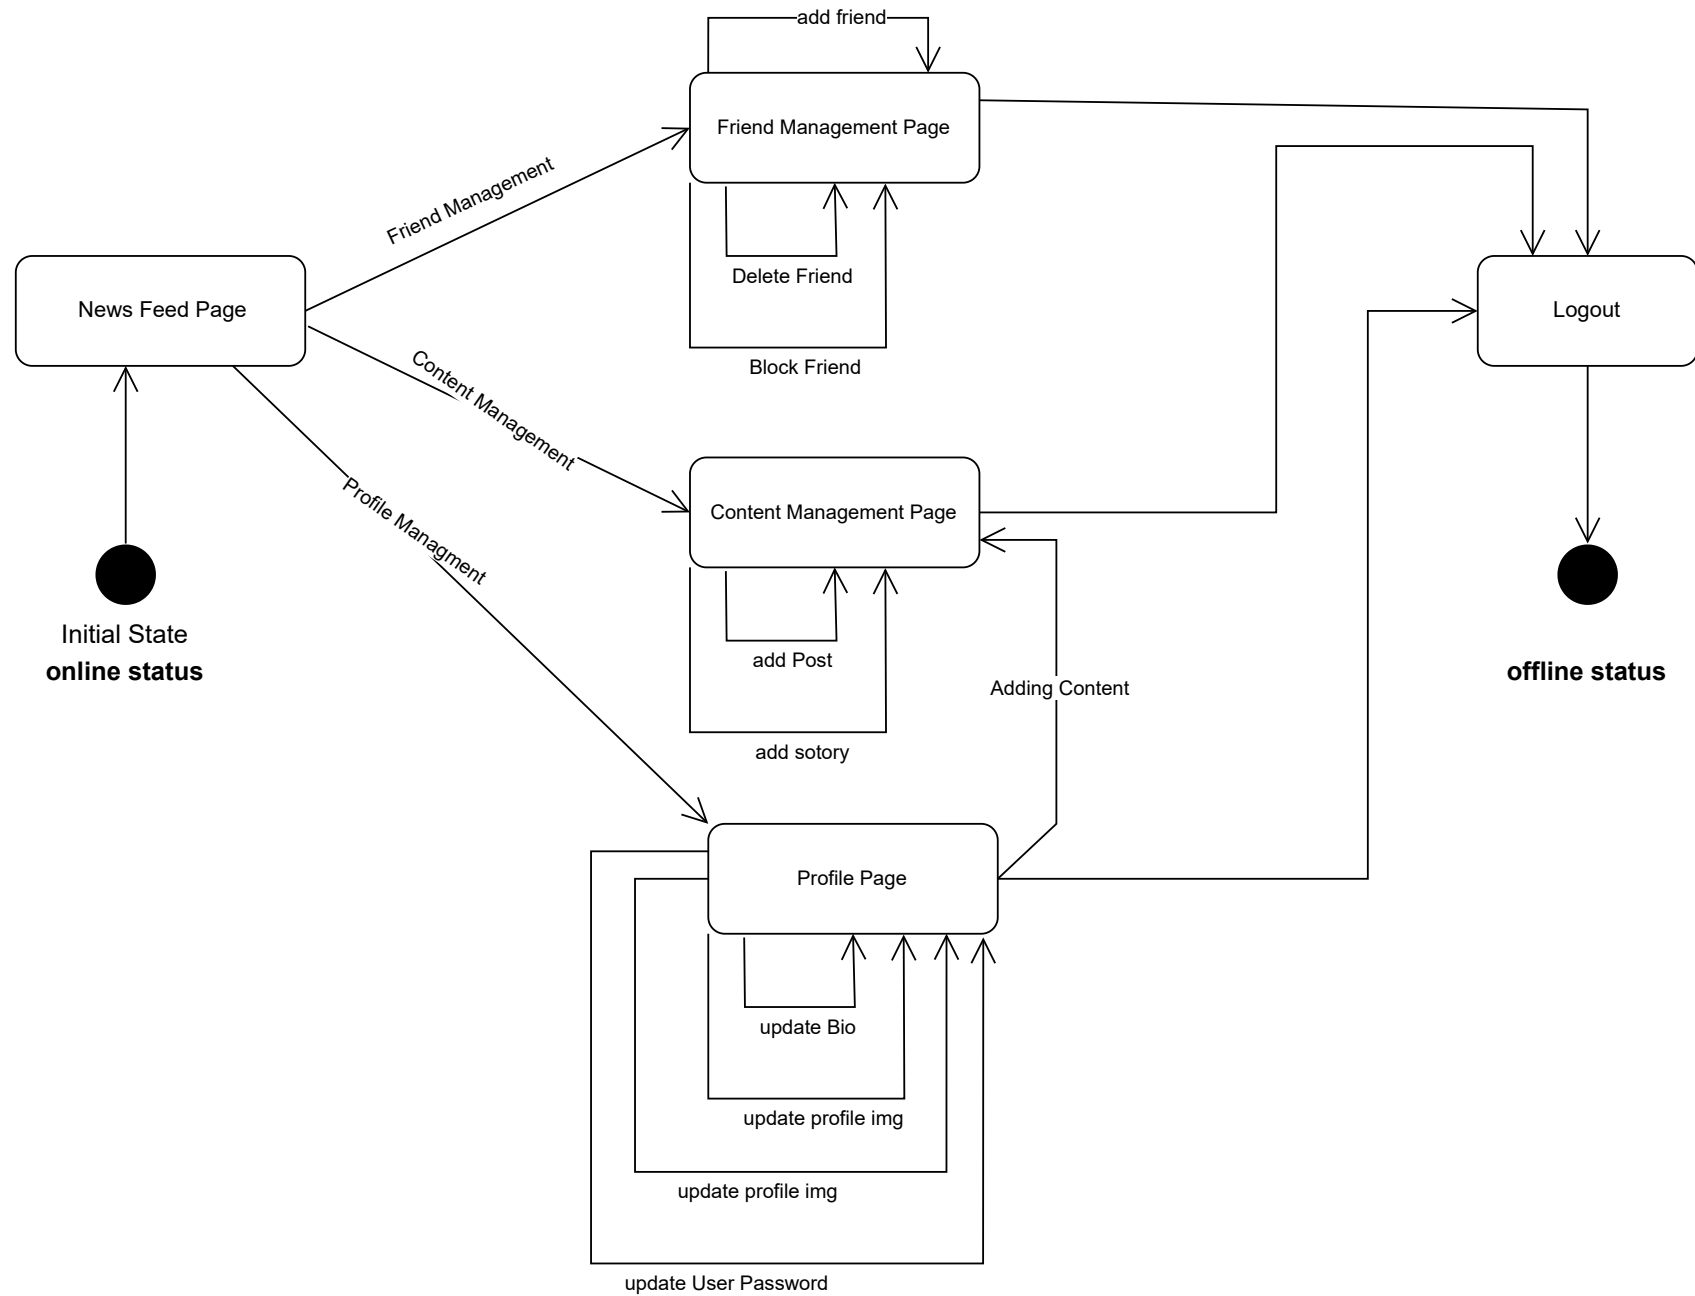 add friend
Friend Management Page
Friend Management
Delete Friend
News Feed Page
Logout
Block Friend
Content Management
Content Management Page
Profile Managment
Initial State
online status
add Post
offline status
Adding Content
add sotory
Profile Page
update Bio
update profile img
update profile img
update User Password